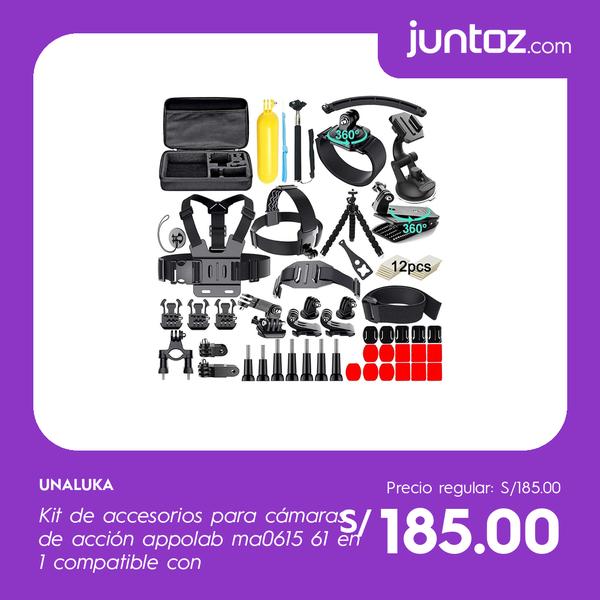 juntoz.com
360°
360°
12pcs
UNALUKA
Precio regular: S/185.00
Kit de accesorios para cámaras
de acción appolab ma0615 61 en
1 compatible con
S/ 185.00